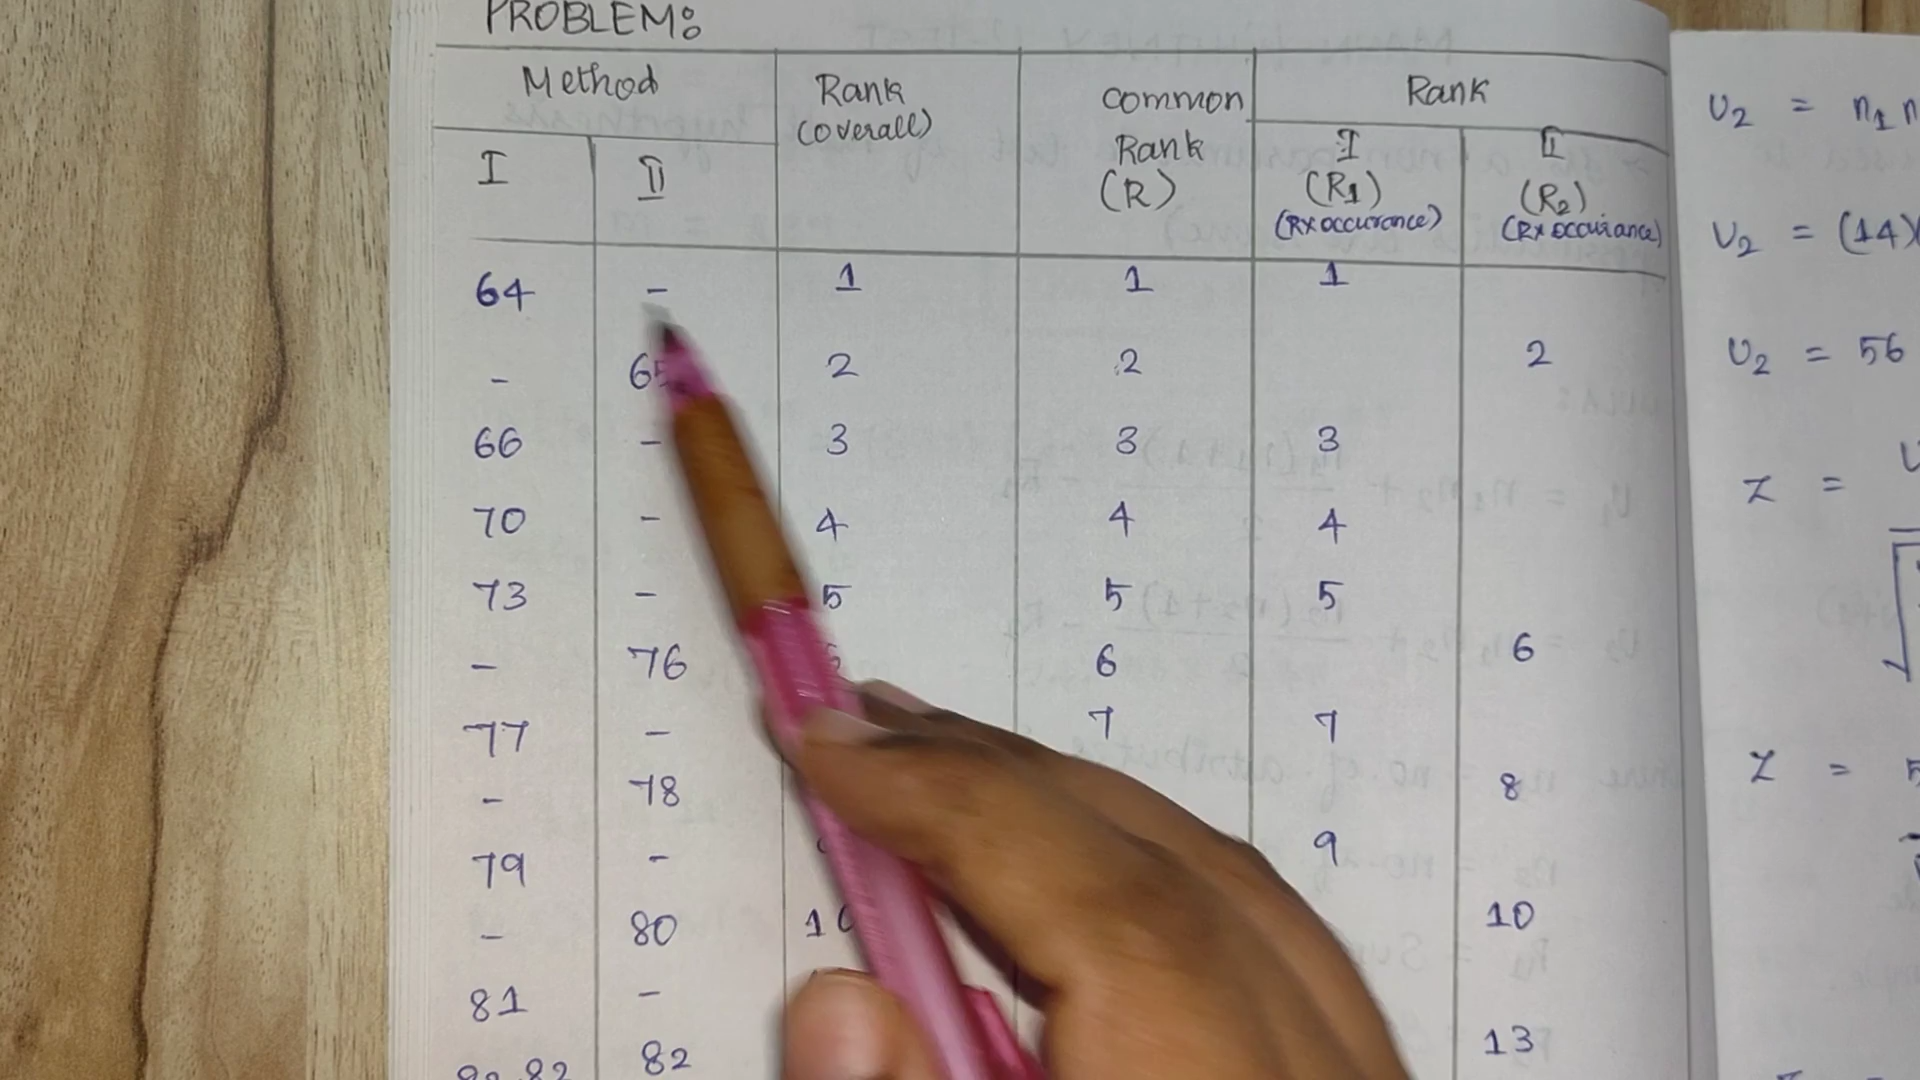 PROBLEM:
Method Rank (overall) common Rank (R) Rank
I II I (R1) (R×occurance) II (R2) (R×occurance)
64 - 1 1 1
- 65 2 2 2
66 - 3 3 3
70 - 4 4 4
73 - 5 5 5
- 76 6 6
77 - 7 7
- 78 8
79 - 9
- 80 10 10
81 -
82 82 13
U2 = n1 n
U2 = (14)
U2 = 56
Z =
Z = 5